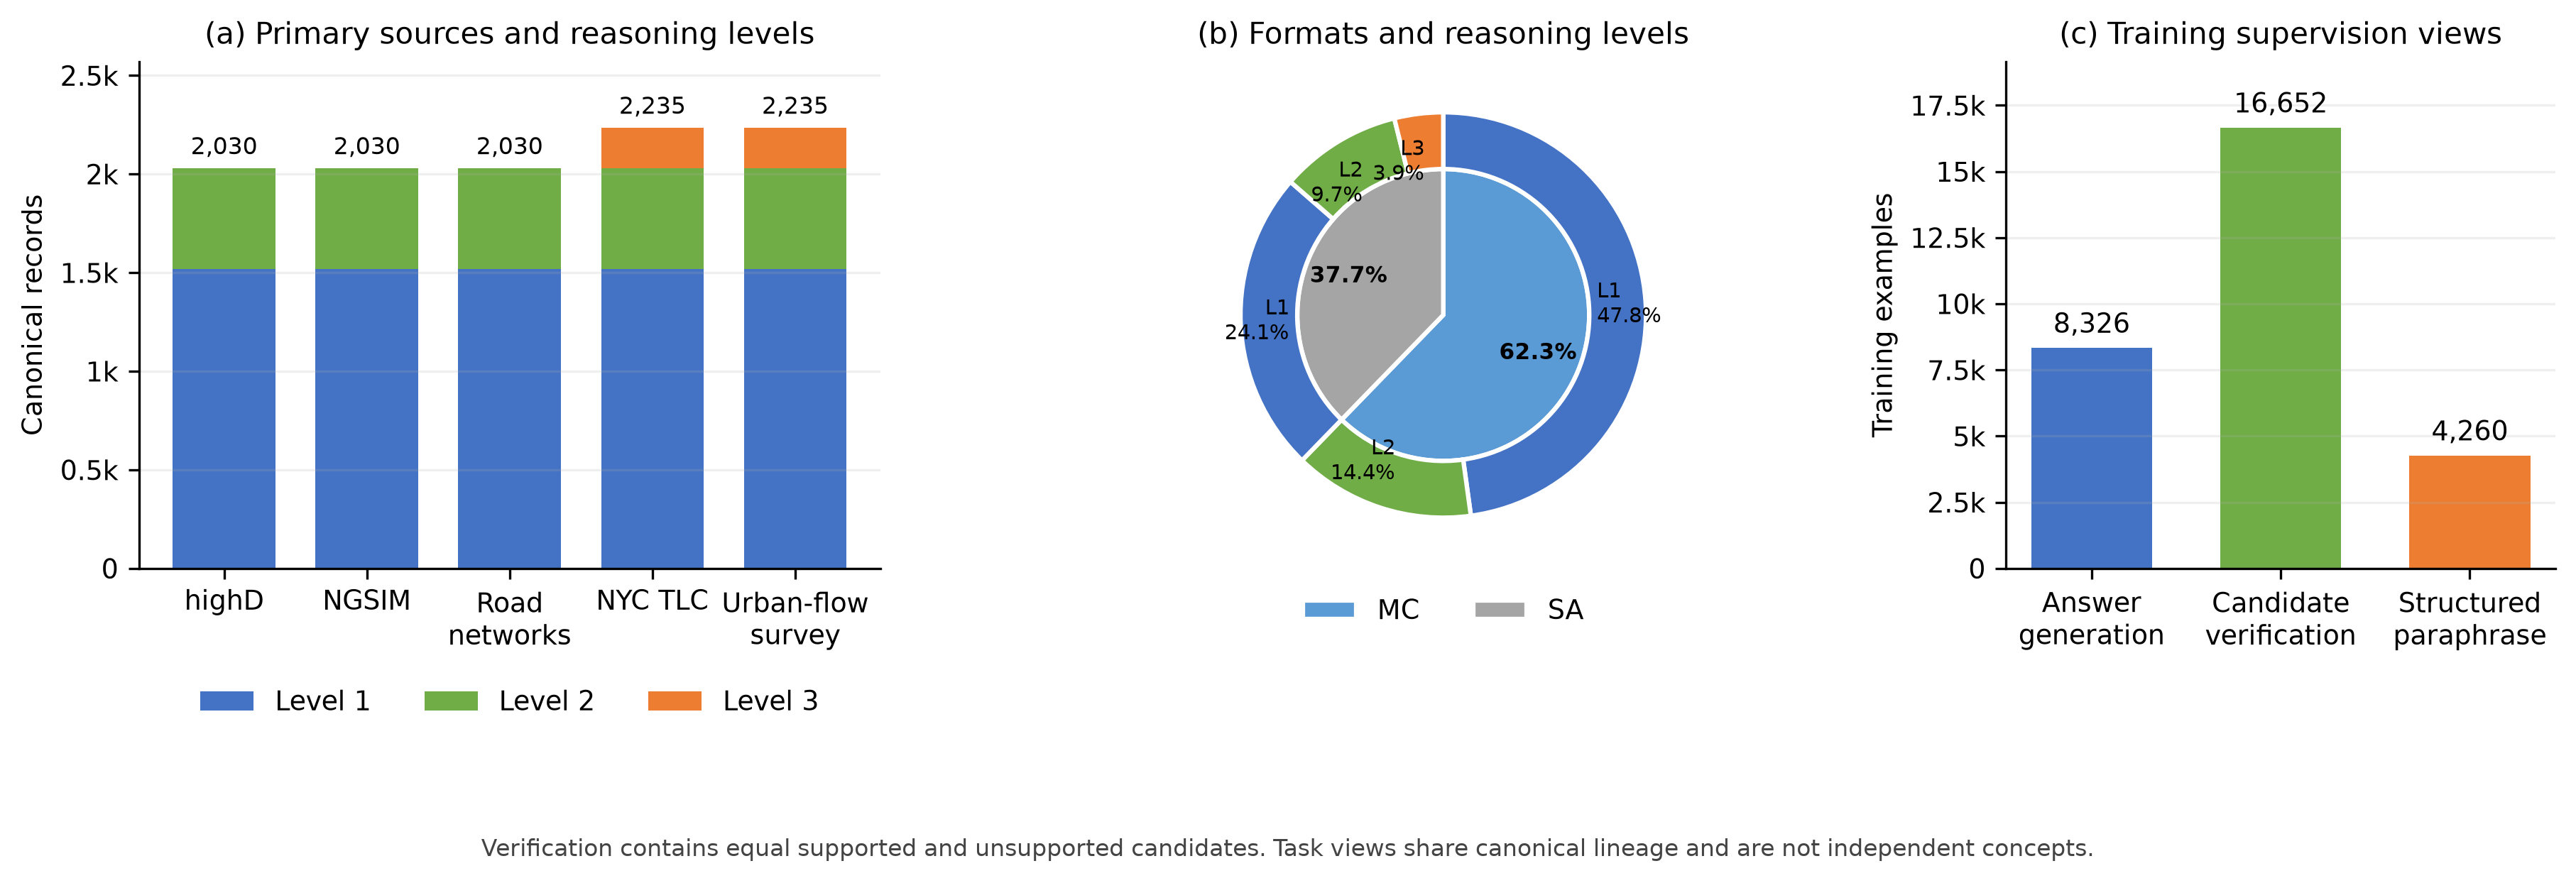 (a) Primary sources and reasoning levels
Canonical records
2.5k
2k
1.5k
1k
0.5k
0
2,030
2,030
2,030
2,235
2,235
highD
NGSIM
Road
networks
NYC TLC
Urban-flow
survey
Level 1
Level 2
Level 3
(b) Formats and reasoning levels
L3
3.9%
L2
9.7%
37.7%
L1
24.1%
L1
47.8%
62.3%
L2
14.4%
MC
SA
(c) Training supervision views
Training examples
17.5k
15k
12.5k
10k
7.5k
5k
2.5k
0
8,326
16,652
4,260
Answer
generation
Candidate
verification
Structured
paraphrase
Verification contains equal supported and unsupported candidates. Task views share canonical lineage and are not independent concepts.